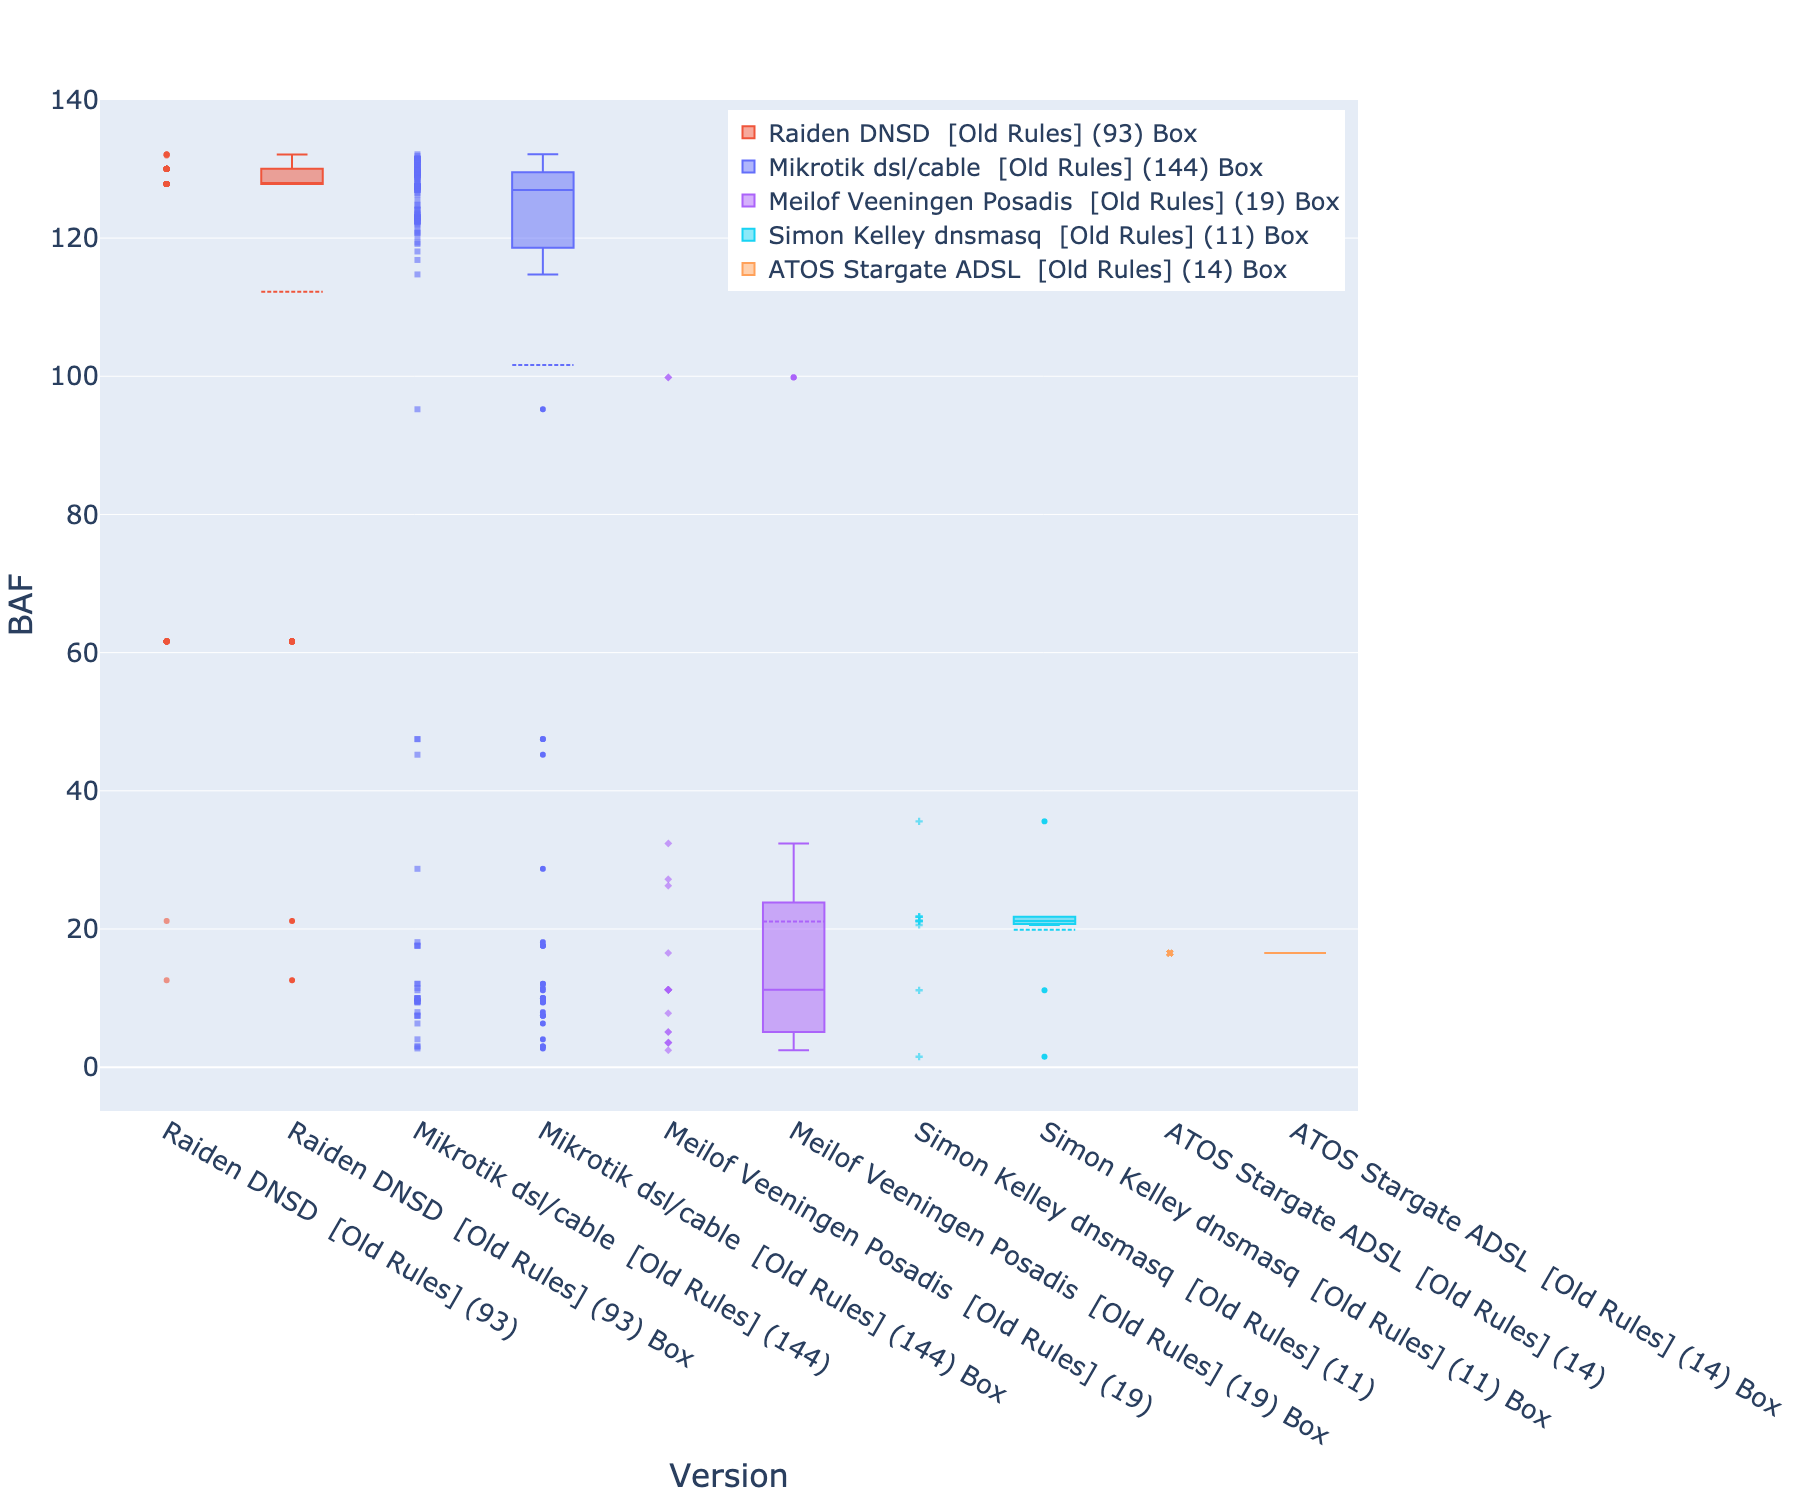 140
120
100
80
60
40
20
0
BAF
Raiden DNSD  [Old Rules] (93) Box
Mikrotik dsl/cable  [Old Rules] (144) Box
Meilof Veeningen Posadis  [Old Rules] (19) Box
Simon Kelley dnsmasq  [Old Rules] (11) Box
ATOS Stargate ADSL  [Old Rules] (14) Box
Raiden DNSD  [Old Rules] (93)
Raiden DNSD  [Old Rules] (93) Box
Mikrotik dsl/cable  [Old Rules] (144)
Mikrotik dsl/cable  [Old Rules] (144) Box
Meilof Veeningen Posadis  [Old Rules] (19)
Meilof Veeningen Posadis  [Old Rules] (19) Box
Simon Kelley dnsmasq  [Old Rules] (11)
Simon Kelley dnsmasq  [Old Rules] (11) Box
ATOS Stargate ADSL  [Old Rules] (14)
ATOS Stargate ADSL  [Old Rules] (14) Box
Version